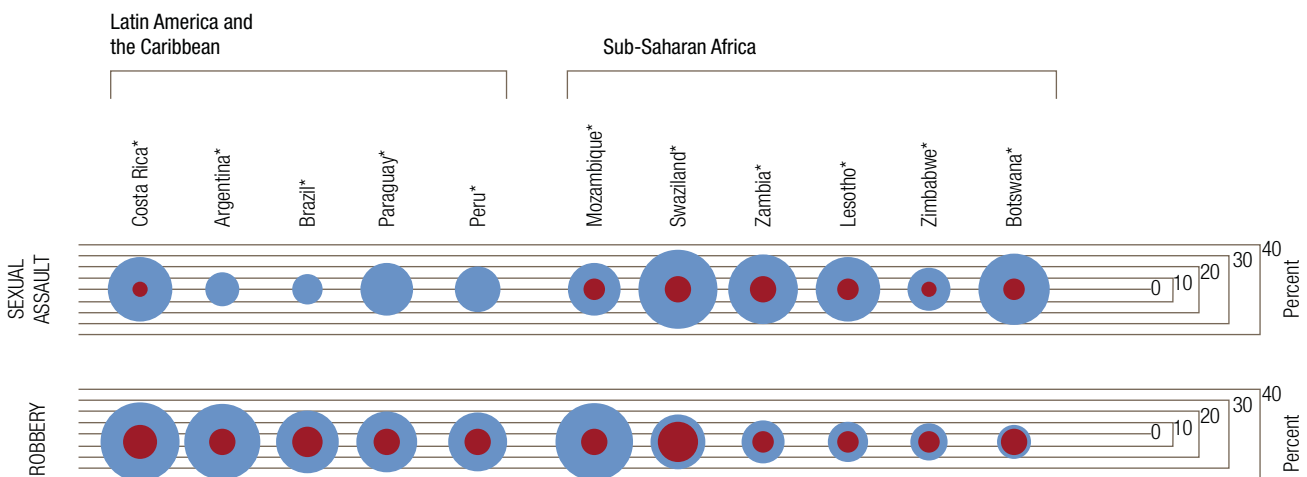 Latin America and
the Caribbean
Sub-Saharan Africa
Costa Rica*
Argentina*
Brazil*
Paraguay*
Peru*
Mozambique*
Swaziland*
Zambia*
Lesotho*
Zimbabwe*
Botswana*
SEXUAL
ASSAULT
0
10
20
30
40
Percent
ROBBERY
0
10
20
30
40
Percent